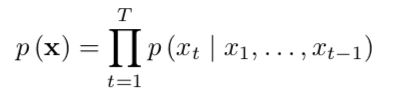 p(𝐱) = ∏_{t=1}^{T} p(x_t | x_1, . . . , x_{t−1})